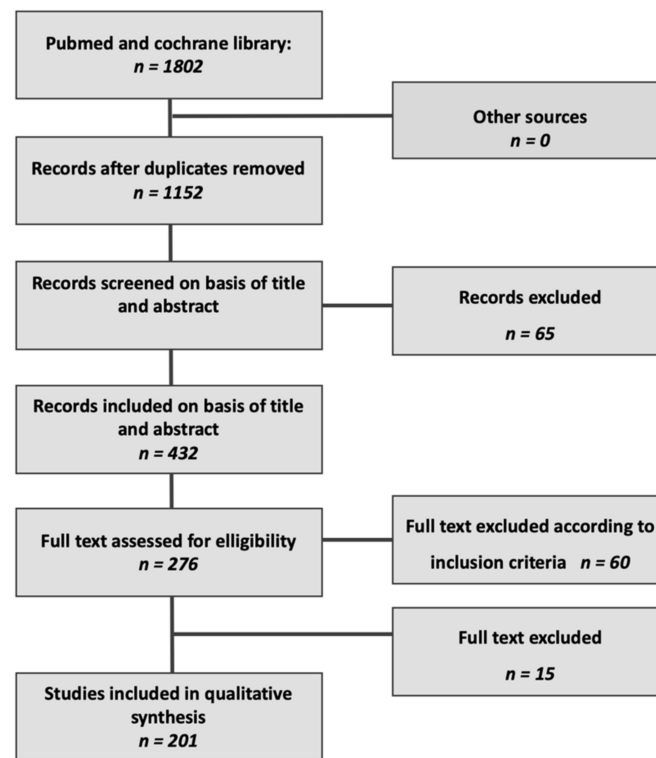 Pubmed and cochrane library:
n = 1802
Other sources
n = 0
Records after duplicates removed
n = 1152
Records screened on basis of title
and abstract
Records excluded
n = 65
Records included on basis of title
and abstract
n = 432
Full text assessed for elligibility
n = 276
Full text excluded according to
inclusion criteria n = 60
Full text excluded
n = 15
Studies included in qualitative
synthesis
n = 201